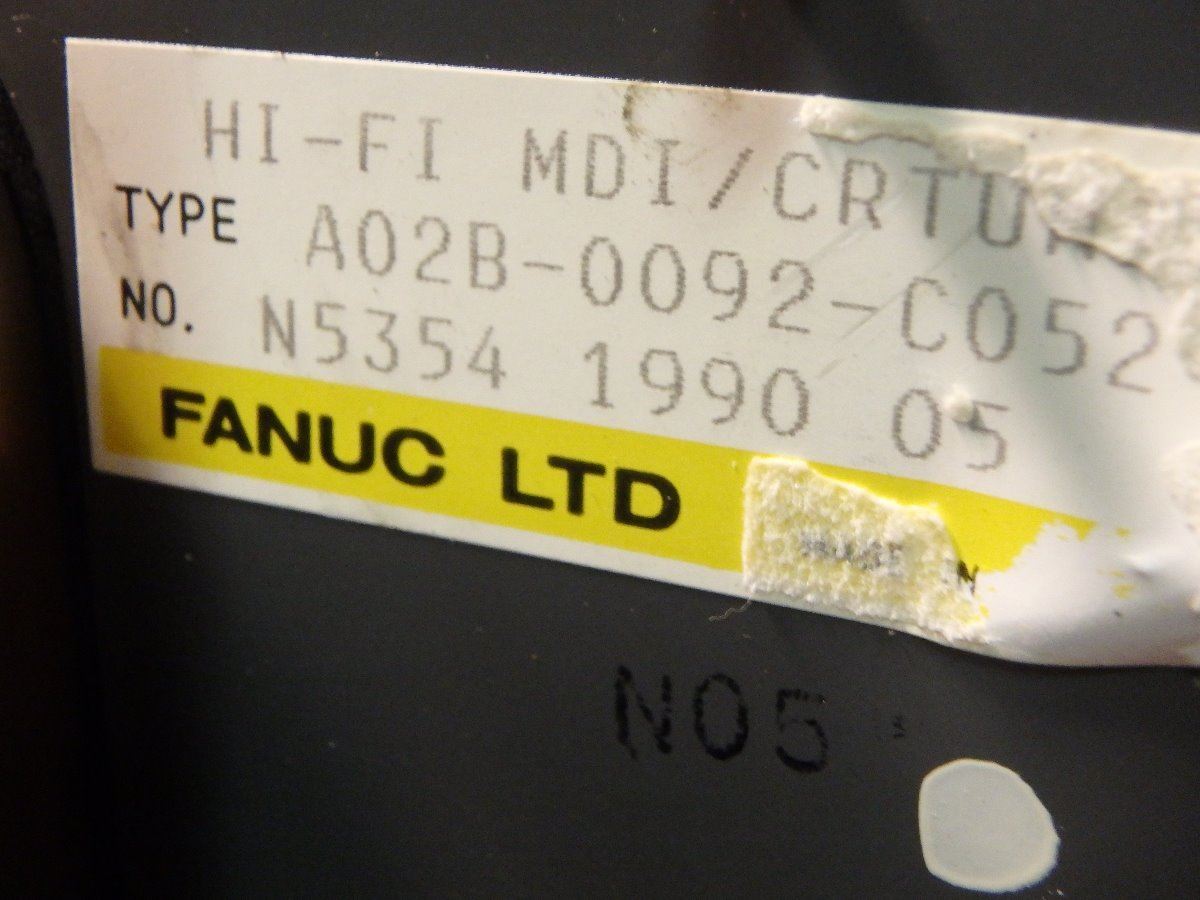 HI-FI MDI/CRTU
TYPE A02B-0092-C052
NO. N5354 1990 05
FANUC LTD
N05